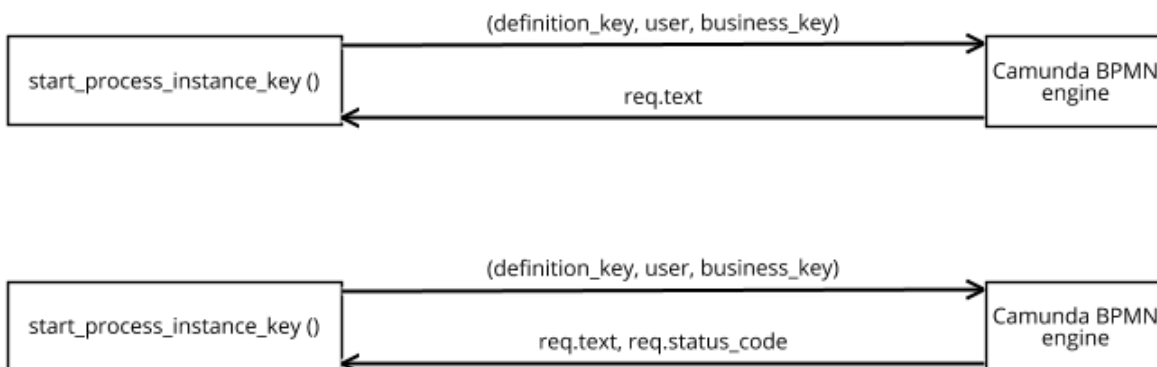 (definition_key, user, business_key)
start_process_instance_key ()
Camunda BPMN
engine
req.text
(definition_key, user, business_key)
start_process_instance_key ()
Camunda BPMN
engine
req.text, req.status_code